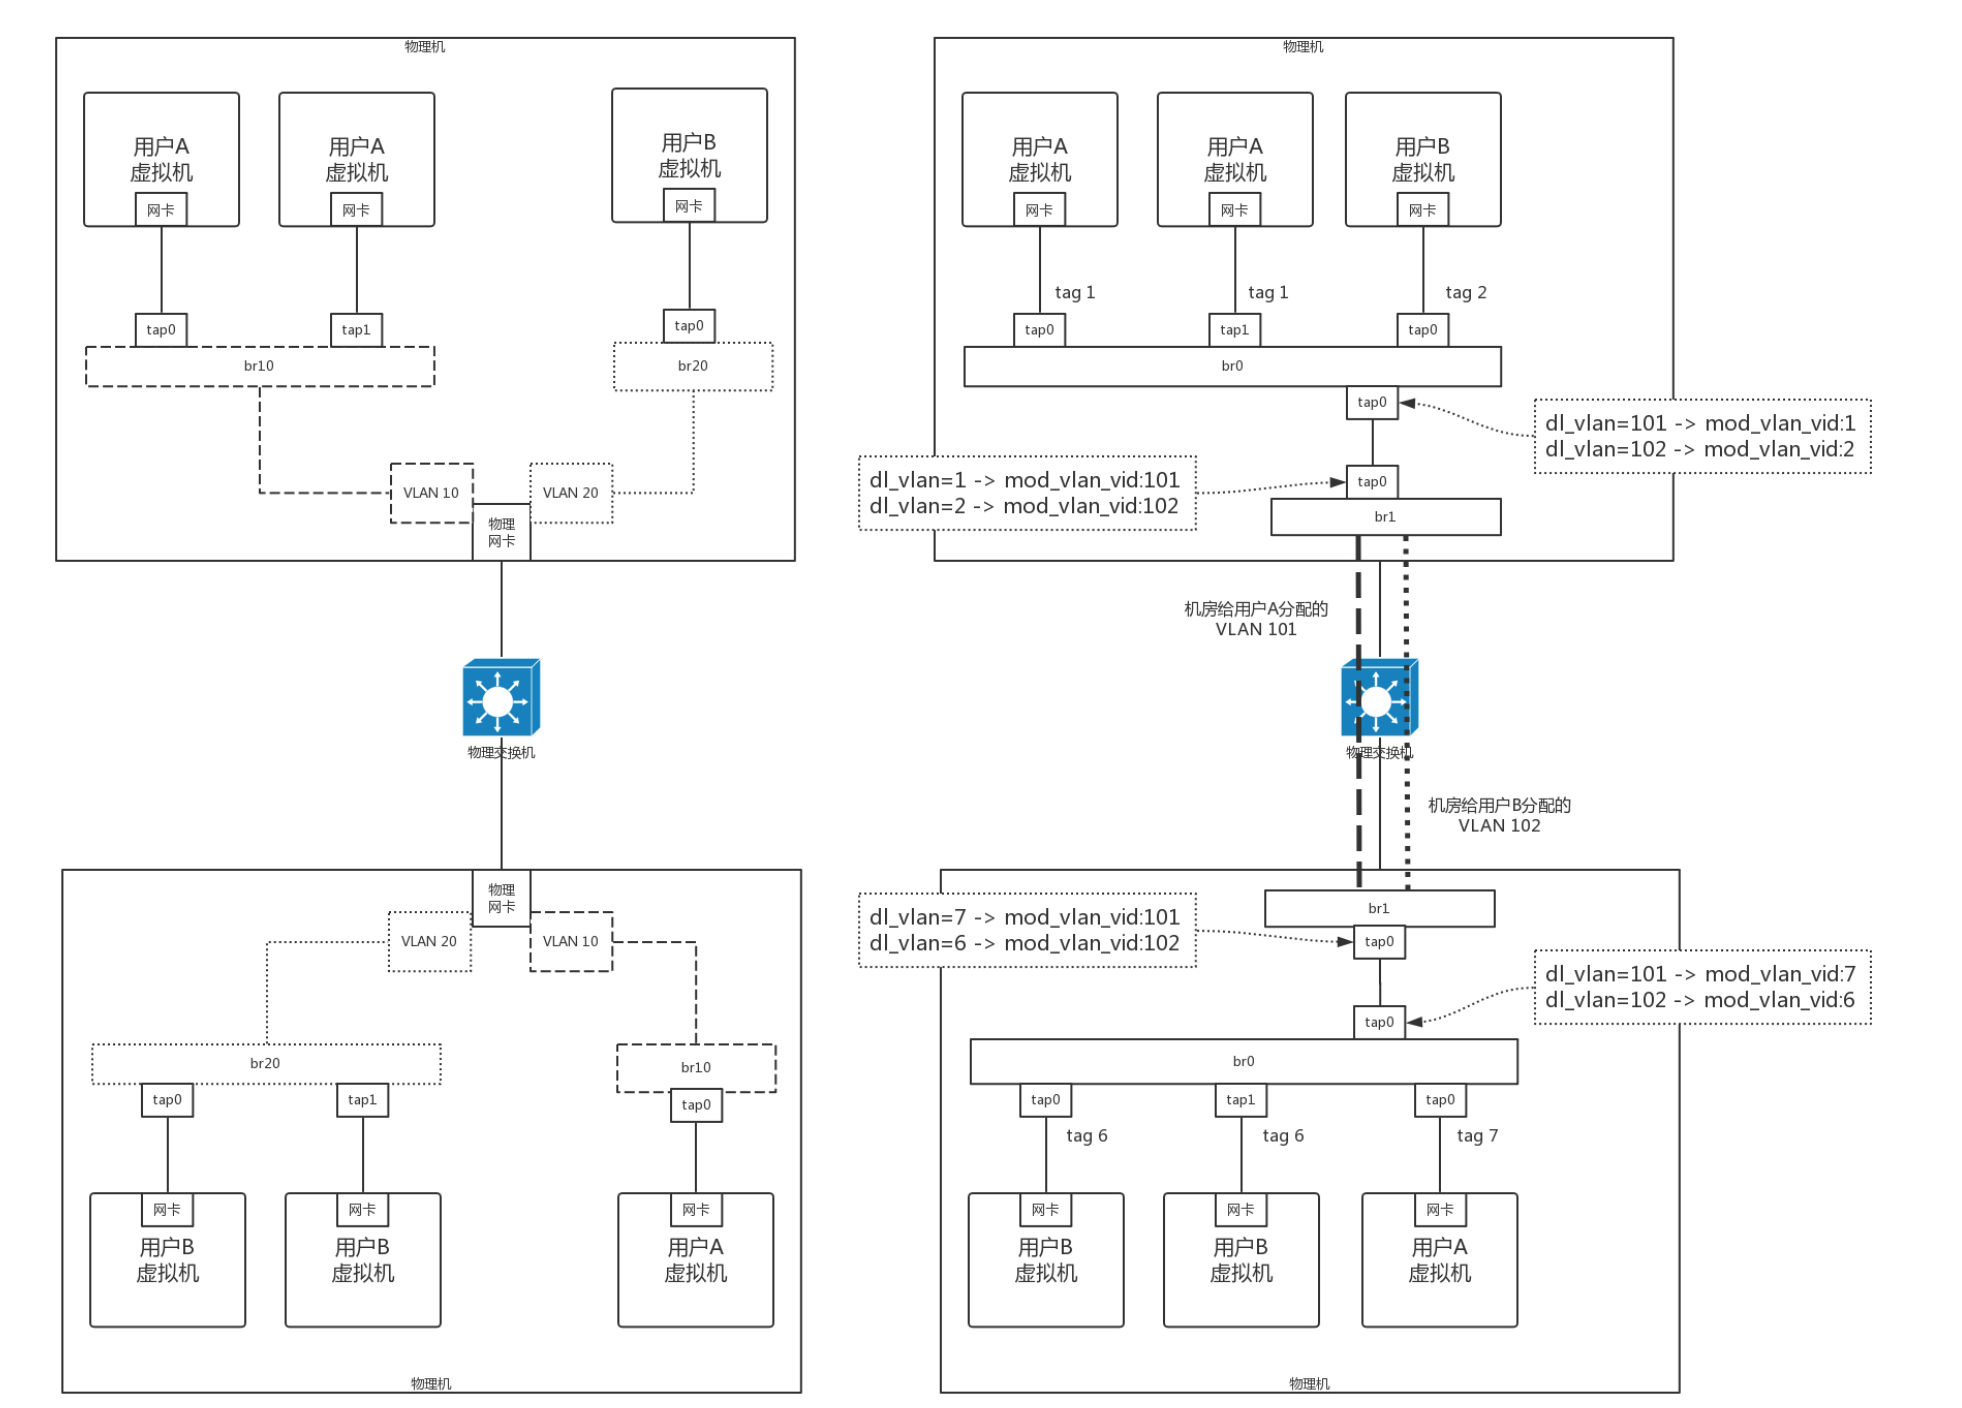 物理机
用户A
虚拟机
网卡
用户A
虚拟机
网卡
用户B
虚拟机
网卡
tap0
tap1
tap0
br10
br20
VLAN 10
VLAN 20
物理
网卡
物理交换机
物理
网卡
VLAN 20
VLAN 10
br20
br10
tap0
tap1
tap0
网卡
用户B
虚拟机
网卡
用户B
虚拟机
网卡
用户A
虚拟机
物理机
物理机
用户A
虚拟机
网卡
用户A
虚拟机
网卡
用户B
虚拟机
网卡
tag 1
tag 1
tag 2
tap0
tap1
tap0
br0
tap0
dl_vlan=101 -> mod_vlan_vid:1
dl_vlan=102 -> mod_vlan_vid:2
dl_vlan=1 -> mod_vlan_vid:101
dl_vlan=2 -> mod_vlan_vid:102
tap0
br1
机房给用户A分配的
VLAN 101
物理交换机
机房给用户B分配的
VLAN 102
br1
dl_vlan=7 -> mod_vlan_vid:101
dl_vlan=6 -> mod_vlan_vid:102
tap0
dl_vlan=101 -> mod_vlan_vid:7
dl_vlan=102 -> mod_vlan_vid:6
tap0
br0
tap0
tap1
tap0
tag 6
tag 6
tag 7
网卡
用户B
虚拟机
网卡
用户B
虚拟机
网卡
用户A
虚拟机
物理机